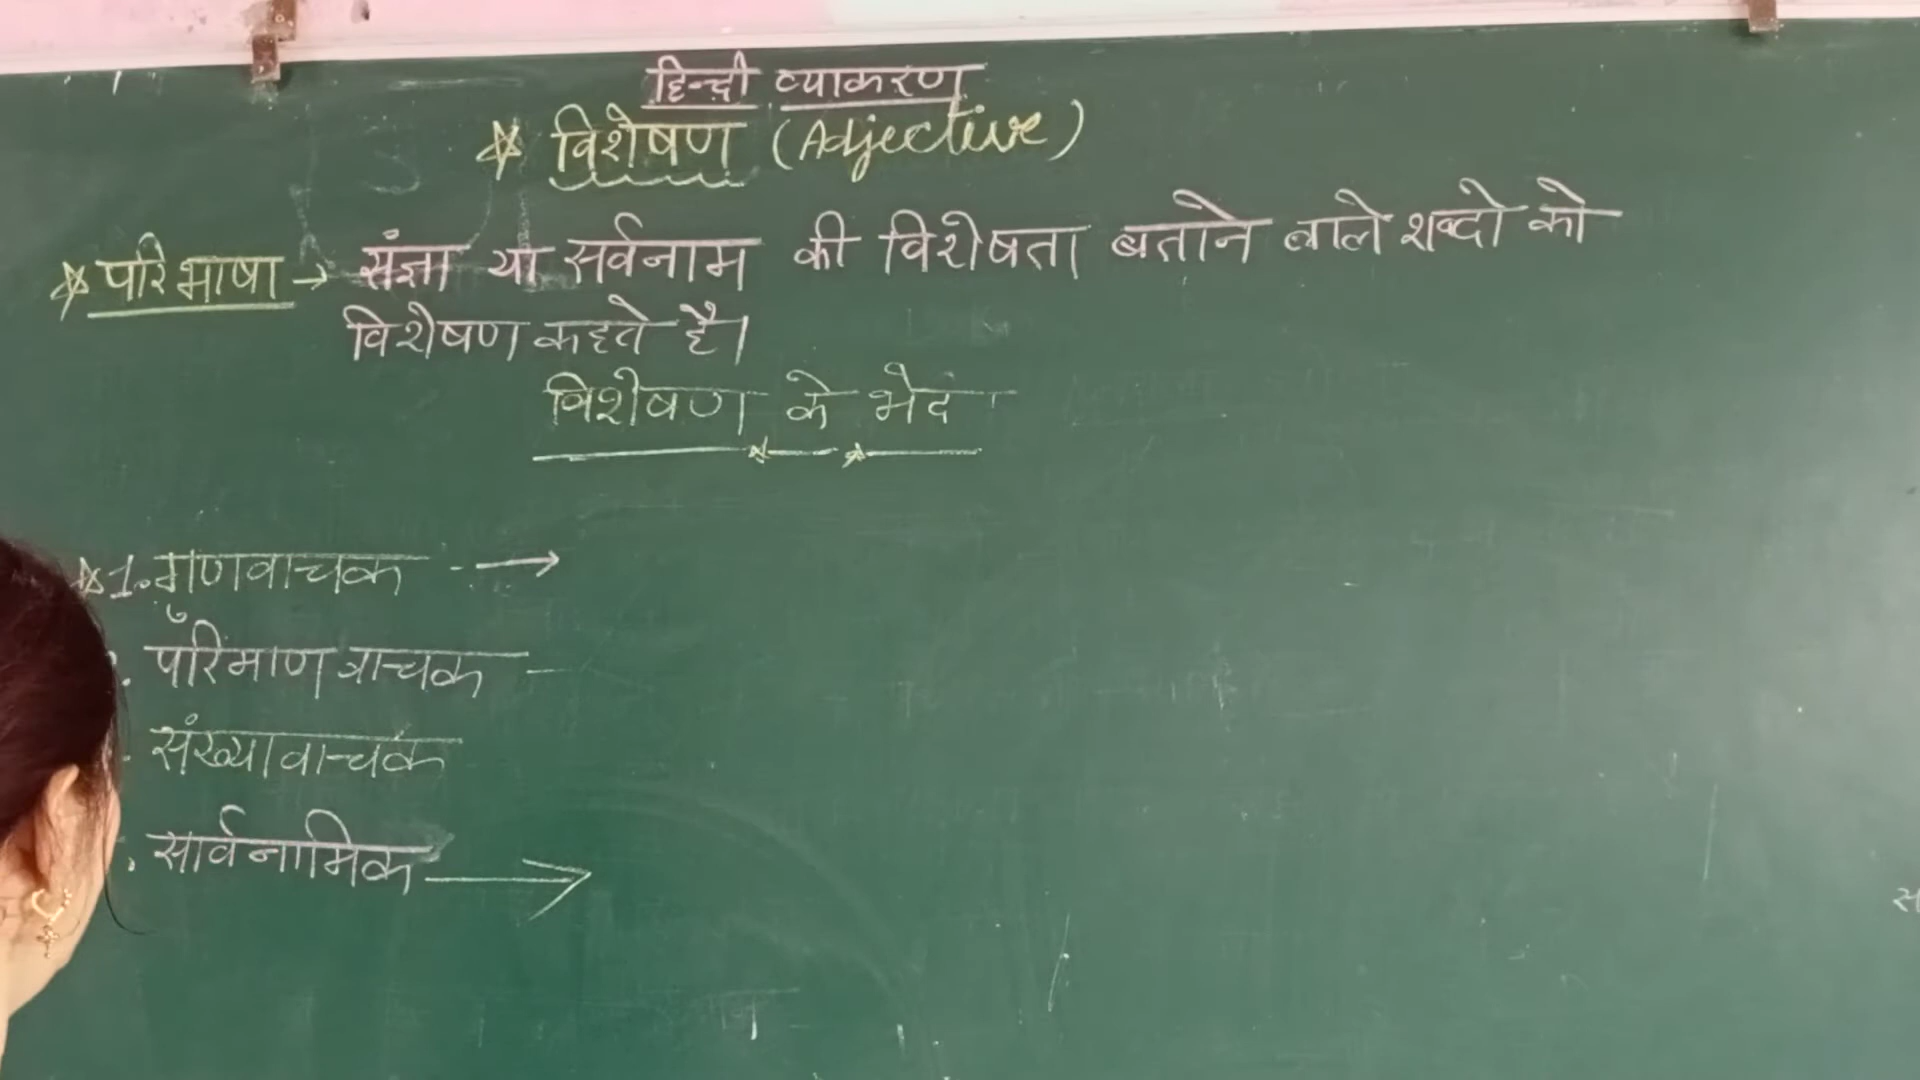 हिन्दी व्याकरण
विशेषण (Adjective)
परिभाषा → संज्ञा या सर्वनाम की विशेषता बताने वाले शब्दो को
विशेषण कहते है।
विशेषण के भेद
1. गुणवाचक →
परिमाण वाचक -
संख्यावाचक
सार्वनामिक →
स